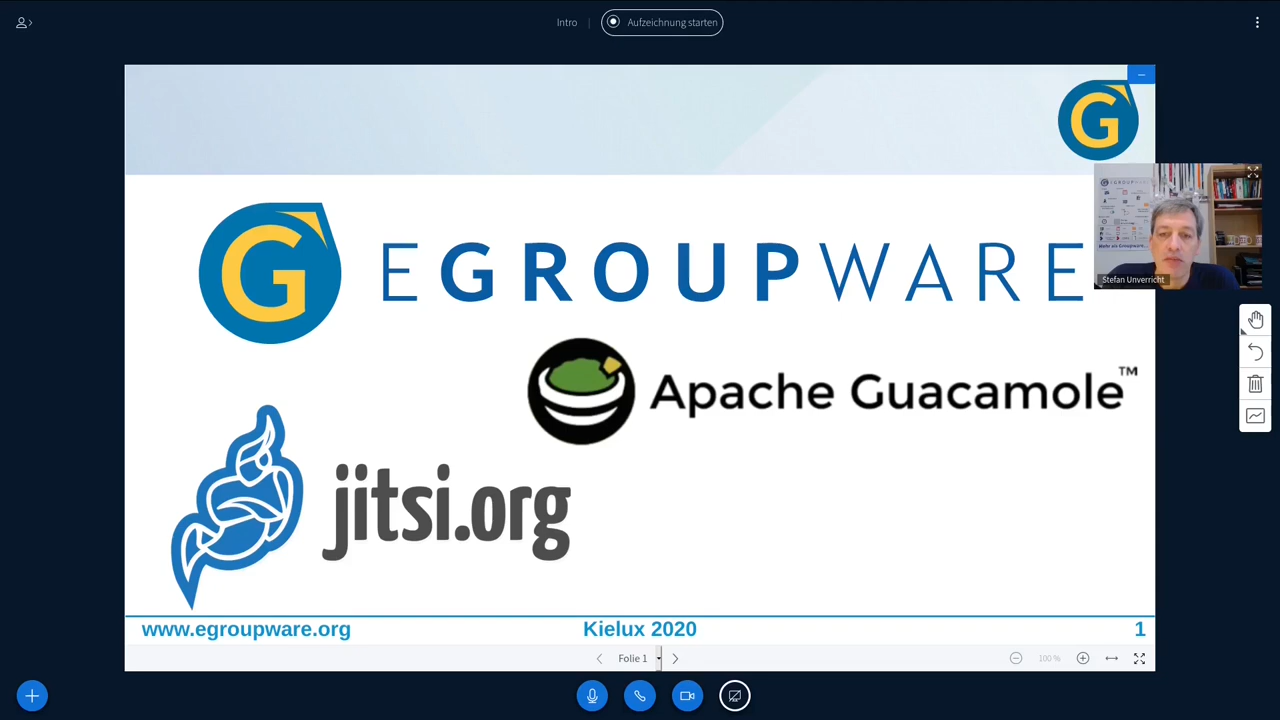 Intro
Aufzeichnung starten
G
G
EGROUPWARE
EGROUPWARE
Stefan Unverricht
Apache Guacamole™
jitsi.org
www.egroupware.org
Kielux 2020
1
Folie 1
100 %